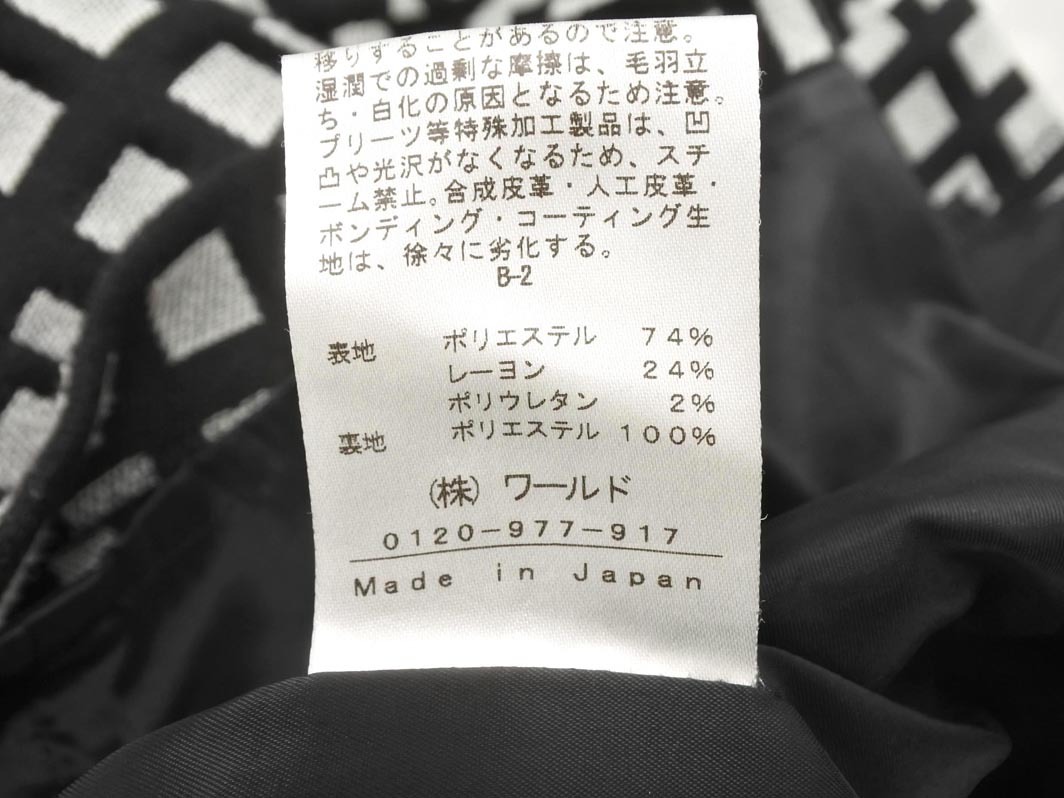 移りすることがあるので注意。
湿潤での過剰な摩擦は、毛羽立
ち・白化の原因となるため注意。
プリーツ等特殊加工製品は、凹
凸や光沢がなくなるため、スチ
ーム禁止。合成皮革・人工皮革・
ボンディング・コーティング生
地は、徐々に劣化する。
B-2
表地 ポリエステル 74%
レーヨン 24%
ポリウレタン 2%
裏地 ポリエステル 100%
(株) ワールド
0120-977-917
Made in Japan